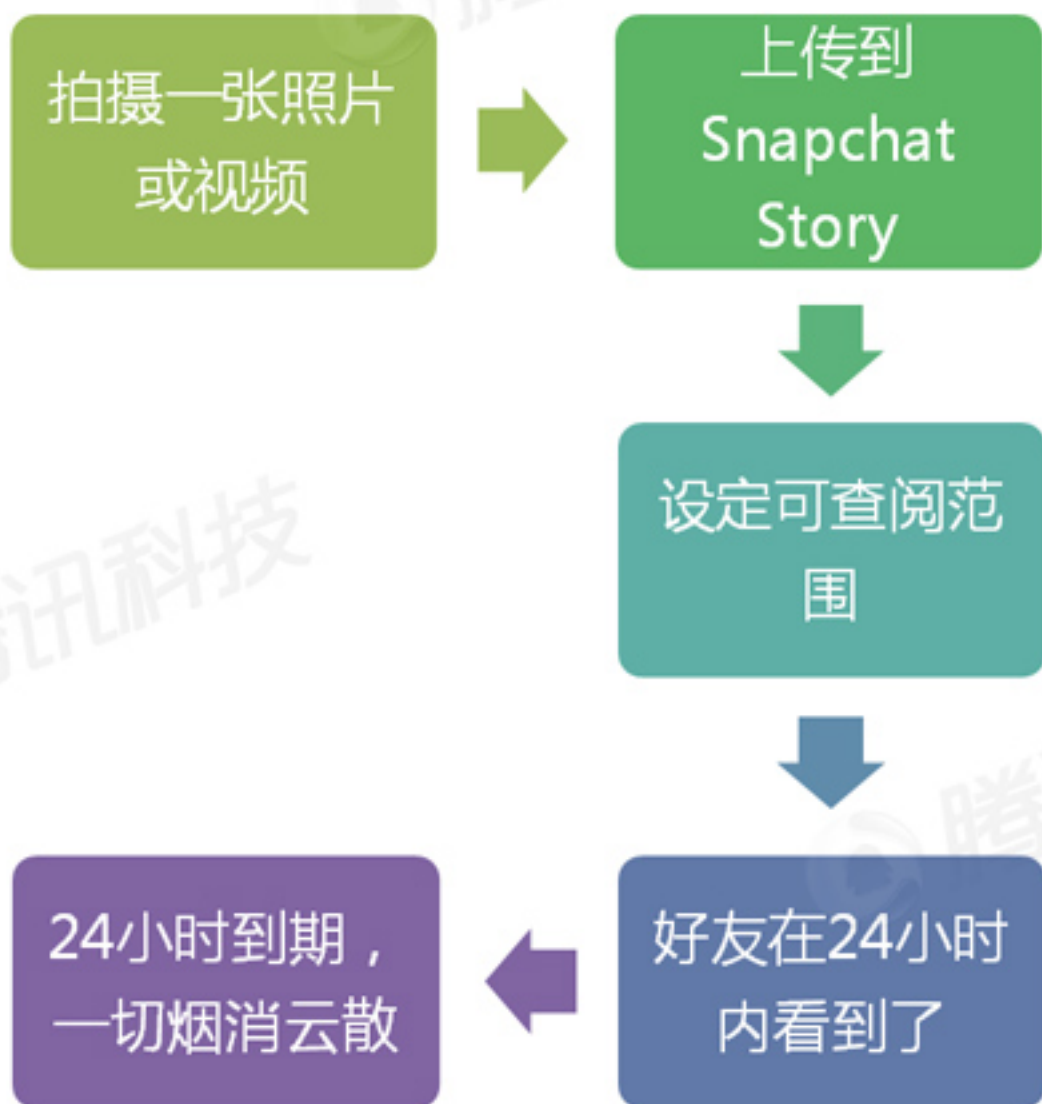 拍摄一张照片
或视频
上传到
Snapchat
Story
设定可查阅范
围
好友在24小时
内看到了
24小时到期，
一切烟消云散
讯科技
腾